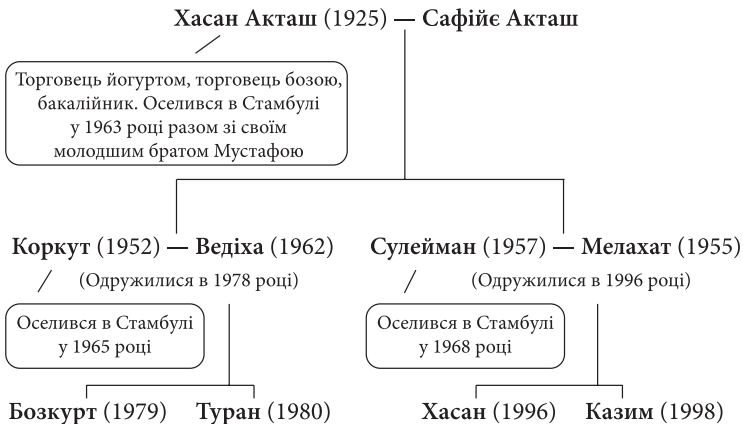 Хасан Акташ (1925) — Сафійє Акташ
Торговець йогуртом, торговець бозою,
бакалійник. Оселився в Стамбулі
у 1963 році разом зі своїм
молодшим братом Мустафою
Коркут (1952) — Ведіха (1962)
(Одружилися в 1978 році)
Оселився в Стамбулі
у 1965 році
Бозкурт (1979) Туран (1980)
Сулейман (1957) — Мелахат (1955)
(Одружилися в 1996 році)
Оселився в Стамбулі
у 1968 році
Хасан (1996) Казим (1998)